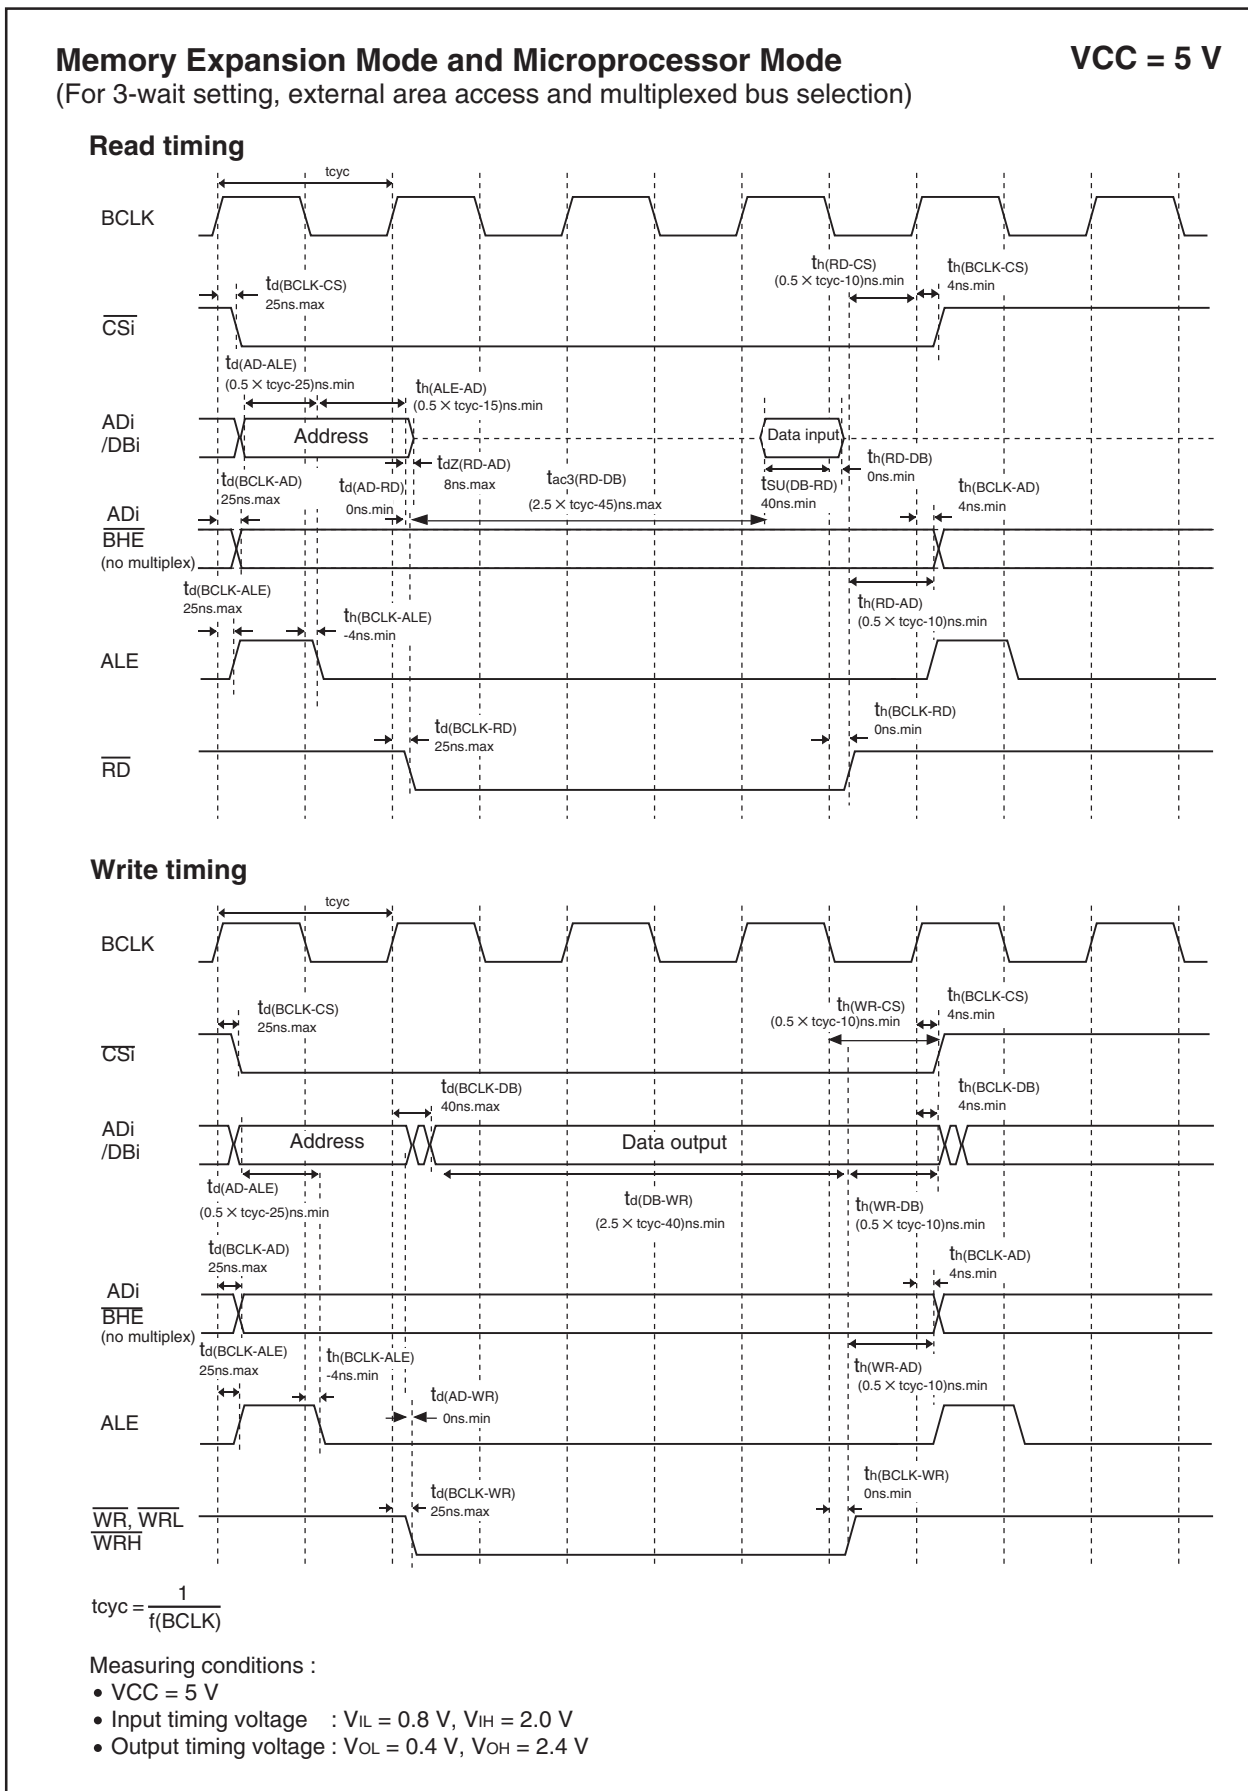 Memory Expansion Mode and Microprocessor Mode VCC = 5 V
(For 3-wait setting, external area access and multiplexed bus selection)
Read timing
tcyc
BCLK
td(BCLK-CS)
25ns.max
th(RD-CS)
(0.5 × tcyc-10)ns.min
th(BCLK-CS)
4ns.min
CSi
td(AD-ALE)
(0.5 × tcyc-25)ns.min
th(ALE-AD)
(0.5 × tcyc-15)ns.min
ADi
/DBi
Address
Data input
td(BCLK-AD)
25ns.max
td(AD-RD)
0ns.min
tdZ(RD-AD)
8ns.max
tac3(RD-DB)
(2.5 × tcyc-45)ns.max
tSU(DB-RD)
40ns.min
th(RD-DB)
0ns.min
th(BCLK-AD)
4ns.min
ADi
BHE
(no multiplex)
td(BCLK-ALE)
25ns.max
th(BCLK-ALE)
-4ns.min
th(RD-AD)
(0.5 × tcyc-10)ns.min
ALE
td(BCLK-RD)
25ns.max
th(BCLK-RD)
0ns.min
RD
Write timing
tcyc
BCLK
td(BCLK-CS)
25ns.max
th(WR-CS)
(0.5 × tcyc-10)ns.min
th(BCLK-CS)
4ns.min
CSi
td(BCLK-DB)
40ns.max
th(BCLK-DB)
4ns.min
ADi
/DBi
Address
Data output
td(AD-ALE)
(0.5 × tcyc-25)ns.min
td(DB-WR)
(2.5 × tcyc-40)ns.min
th(WR-DB)
(0.5 × tcyc-10)ns.min
td(BCLK-AD)
25ns.max
th(BCLK-AD)
4ns.min
ADi
BHE
(no multiplex)
td(BCLK-ALE)
25ns.max
th(BCLK-ALE)
-4ns.min
th(WR-AD)
(0.5 × tcyc-10)ns.min
td(AD-WR)
0ns.min
ALE
td(BCLK-WR)
25ns.max
th(BCLK-WR)
0ns.min
WR, WRL
WRH
tcyc = 1
f(BCLK)
Measuring conditions :
• VCC = 5 V
• Input timing voltage : VIL = 0.8 V, VIH = 2.0 V
• Output timing voltage : VOL = 0.4 V, VOH = 2.4 V